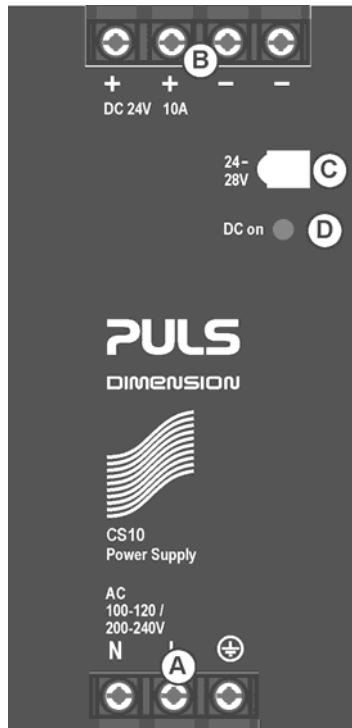 B
+ + − −
DC 24V 10A
24–
28V
C
DC on
D
PULS
DIMENSION
CS10
Power Supply
AC
100-120 /
200-240V
N
A